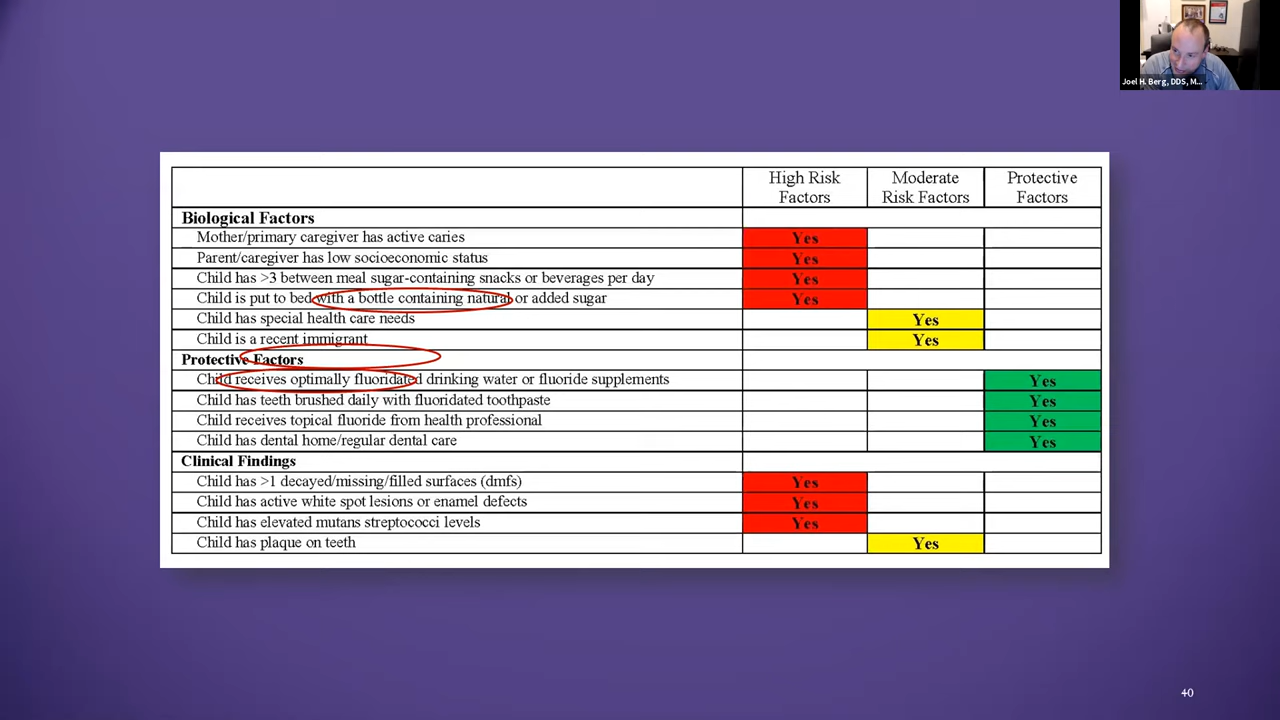 Joel H. Berg, DDS, M...
High Risk Factors
Moderate Risk Factors
Protective Factors
Biological Factors
Mother/primary caregiver has active caries Yes
Parent/caregiver has low socioeconomic status Yes
Child has >3 between meal sugar-containing snacks or beverages per day Yes
Child is put to bed with a bottle containing natural or added sugar Yes
Child has special health care needs Yes
Child is a recent immigrant Yes
Protective Factors
Child receives optimally fluoridated drinking water or fluoride supplements Yes
Child has teeth brushed daily with fluoridated toothpaste Yes
Child receives topical fluoride from health professional Yes
Child has dental home/regular dental care Yes
Clinical Findings
Child has >1 decayed/missing/filled surfaces (dmfs) Yes
Child has active white spot lesions or enamel defects Yes
Child has elevated mutans streptococci levels Yes
Child has plaque on teeth Yes
40